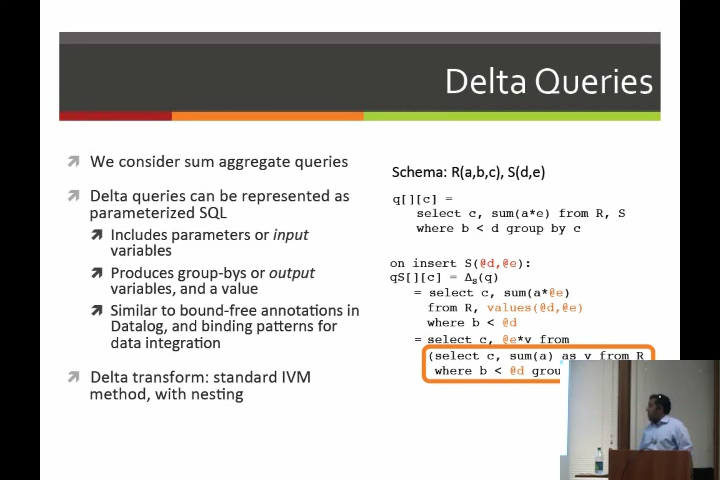 Delta Queries
We consider sum aggregate queries
Delta queries can be represented as
parameterized SQL
Includes parameters or input
variables
Produces group-bys or output
variables, and a value
Similar to bound-free annotations in
Datalog, and binding patterns for
data integration
Delta transform: standard IVM
method, with nesting
Schema: R(a,b,c), S(d,e)
q[][c] =
select c, sum(a*e) from R, S
where b < d group by c
on insert S(@d,@e):
qS[][c] = Δs(q)
= select c, sum(a*@e)
from R, values(@d,@e)
where b < @d
= select c, @e*v from
(select c, sum(a) as v from R
where b < @d grou